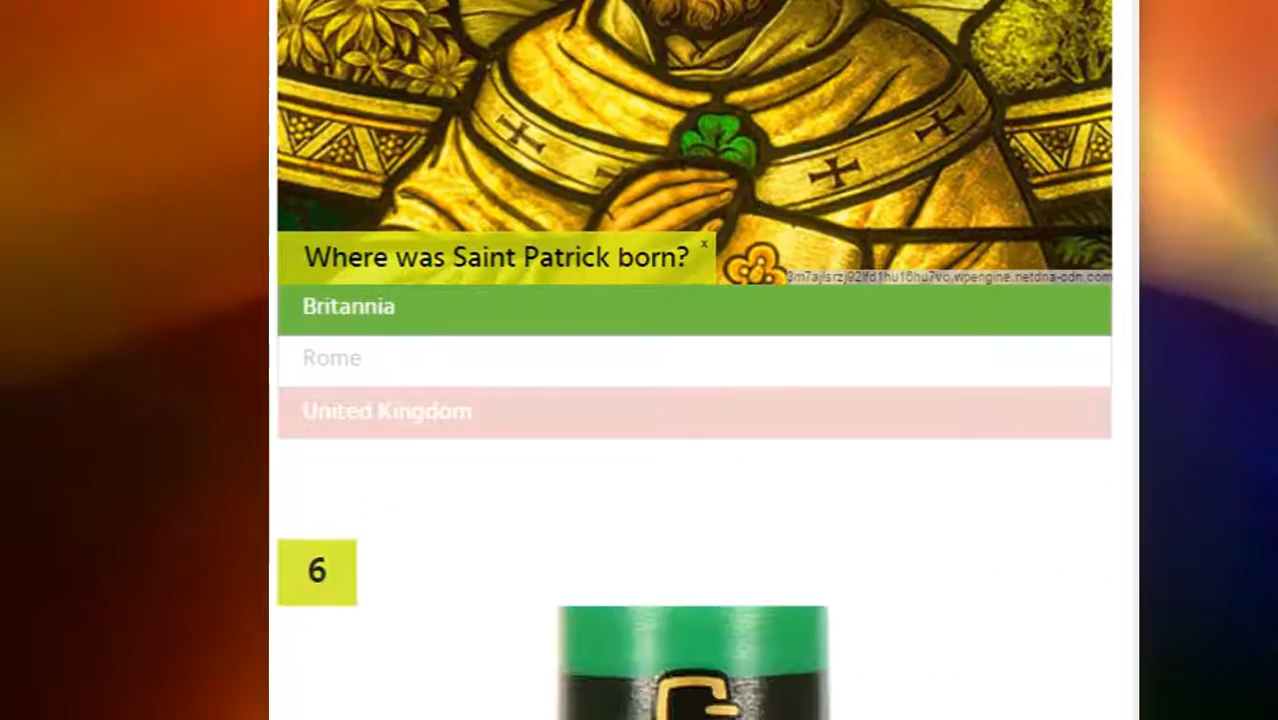 Where was Saint Patrick born?
x
Britannia
Rome
United Kingdom
6